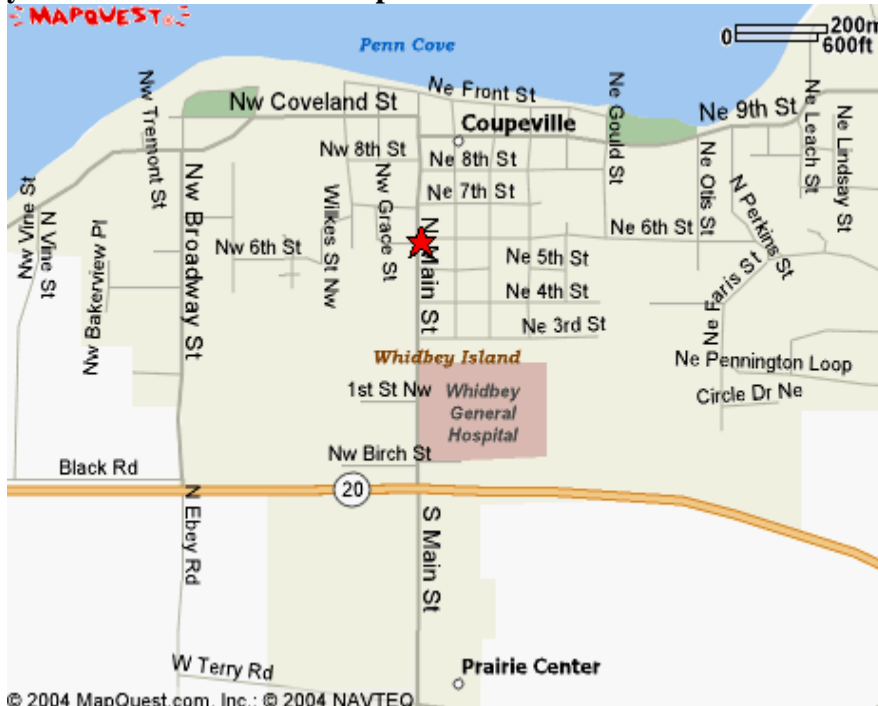 MAPQUEST
0 200m
600ft
Penn Cove
Nw Tremont St
Nw Coveland St
Ne Front St
Ne Gould St
Ne 9th St
Ne Leach St
Ne Lindsay St
Coupeville
Nw 8th St
Ne 8th St
Ne 7th St
Ne Otis St
N Perkins St
Nw Vine St
N Vine St
Nw Bakerview Pl
Nw Broadway St
Nw 6th St
Wilkes St Nw
Nw Grace St
N Main St
Ne 6th St
Ne 5th St
Ne 4th St
Ne 3rd St
Ne Faris St
Whidbey Island
Ne Pennington Loop
Circle Dr Ne
1st St Nw
Whidbey
General
Hospital
Nw Birch St
Black Rd
20
N Ebey Rd
S Main St
W Terry Rd
Prairie Center
© 2004 MapQuest.com, Inc.; © 2004 NAVTEQ